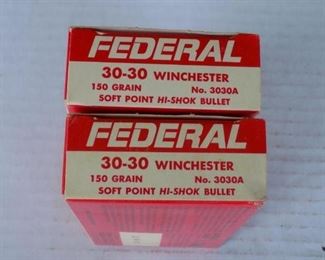 FEDERAL
30-30 WINCHESTER
150 GRAIN No. 3030A
SOFT POINT HI-SHOK BULLET
FEDERAL
30-30 WINCHESTER
150 GRAIN No. 3030A
SOFT POINT HI-SHOK BULLET